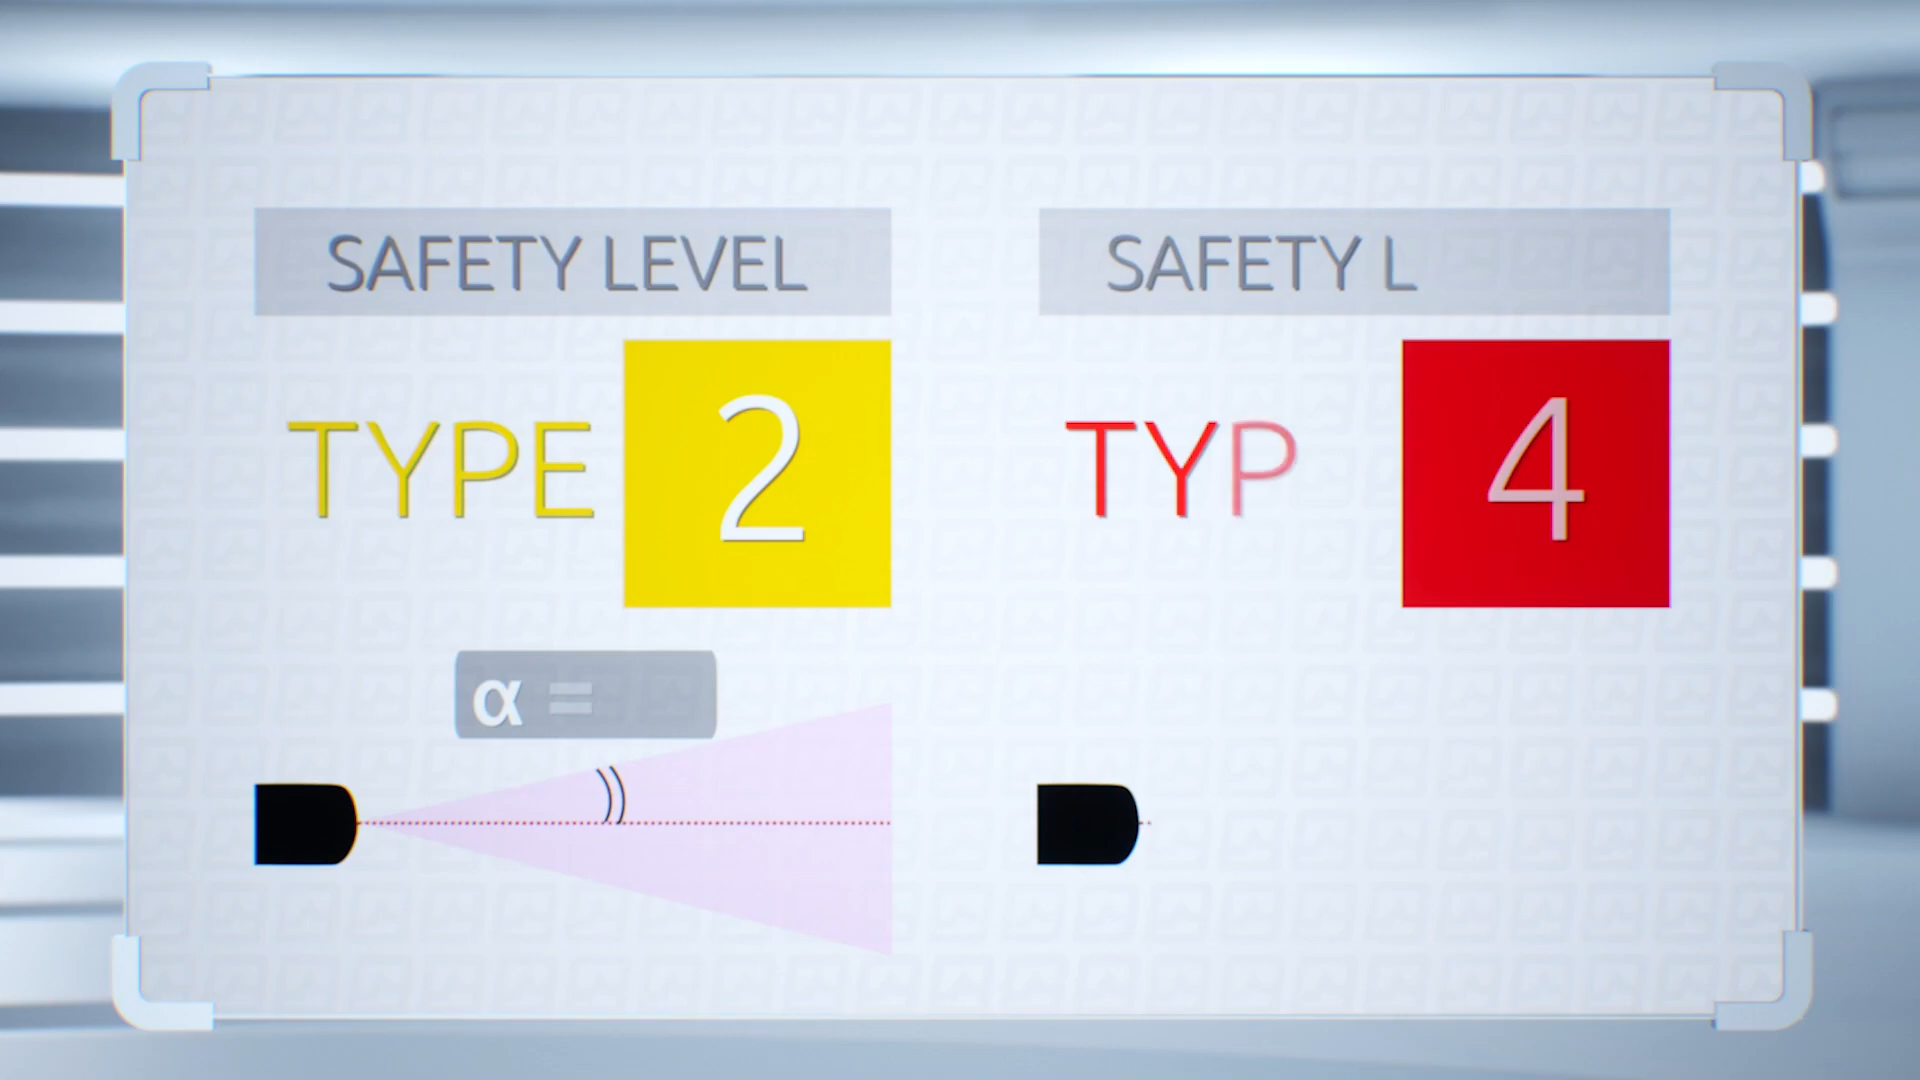 SAFETY LEVEL
TYPE 2
α =
SAFETY L
TYP 4